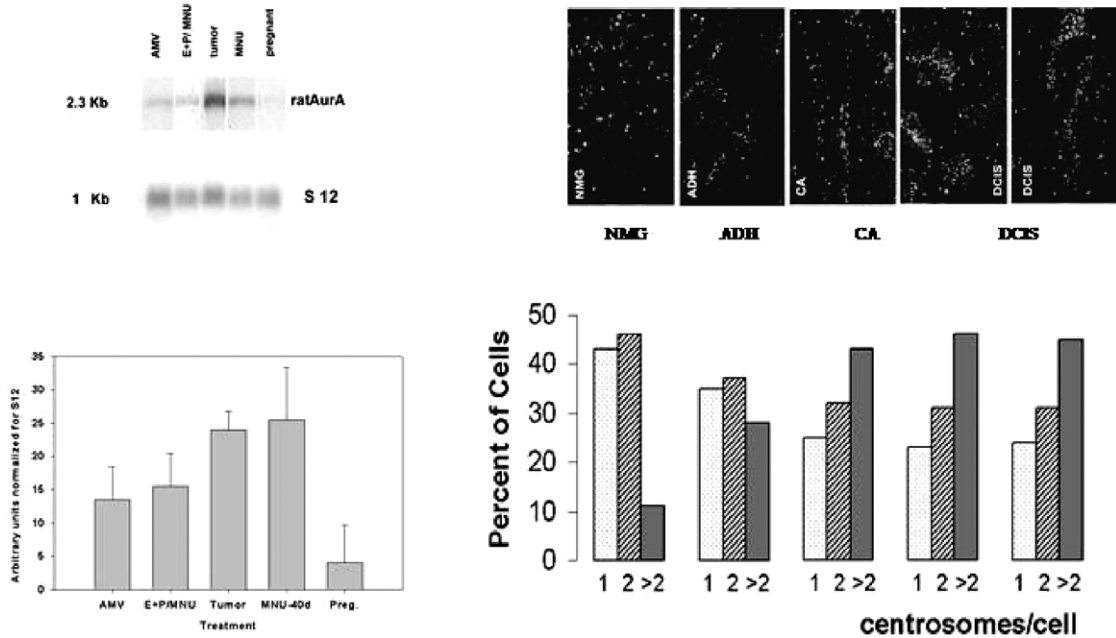 AMV E+P/ MNU tumor MNU pregnant
2.3 Kb ratAurA
1 Kb S 12
NMG ADH CA DCIS DCIS
NMG ADH CA DCIS
35
30
25
20
15
10
5
0
Arbitrary units normalized for S12
AMV E+P/MNU Tumor MNU-40d Preg.
Treatment
50
40
30
20
10
0
Percent of Cells
1 2 >2 1 2 >2 1 2 >2 1 2 >2 1 2 >2
centrosomes/cell